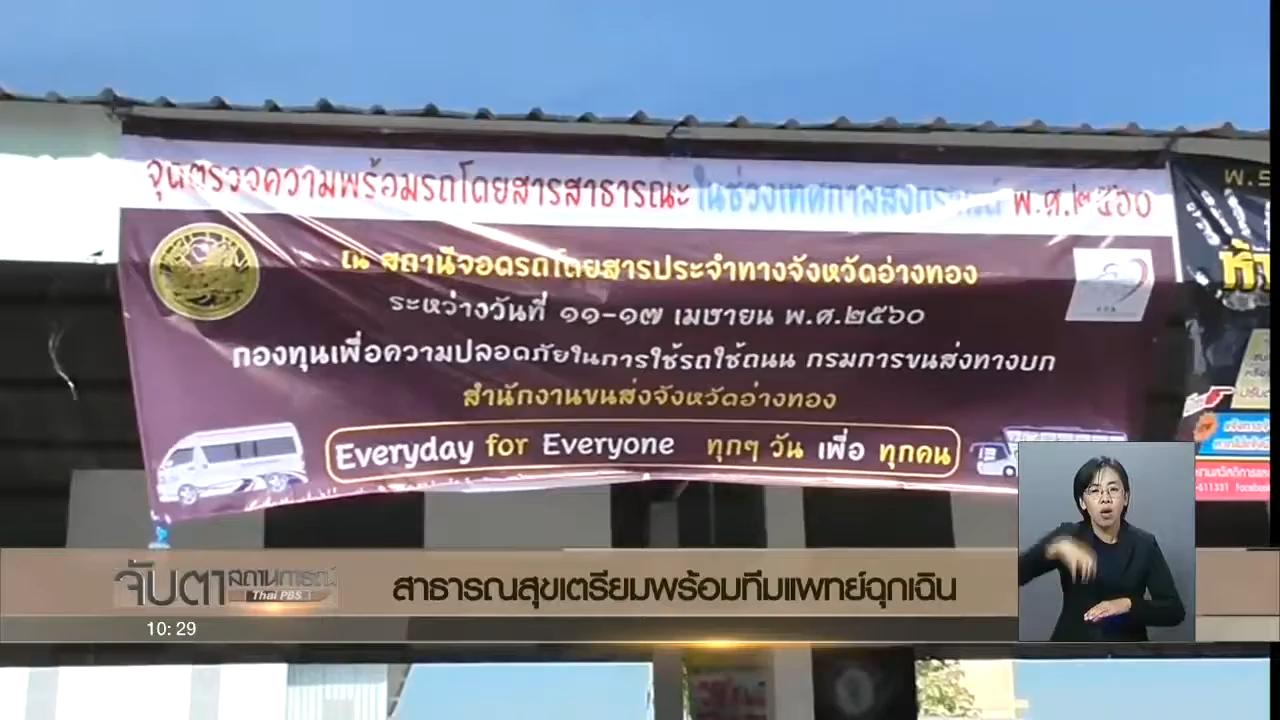 จุดตรวจความพร้อมรถโดยสารสาธารณะ ในช่วงเทศกาลสงกรานต์ พ.ศ.๒๕๖๐
ณ สถานีจอดรถโดยสารประจำทางจังหวัดอ่างทอง
ระหว่างวันที่ ๑๑-๑๗ เมษายน พ.ศ.๒๕๖๐
กองทุนเพื่อความปลอดภัยในการใช้รถใช้ถนน กรมการขนส่งทางบก
สำนักงานขนส่งจังหวัดอ่างทอง
Everyday for Everyone ทุกๆ วัน เพื่อ ทุกคน
พ.ร
ห้า
-611331 Facebook
จับตา สถานการณ์
Thai PBS
สาธารณสุขเตรียมพร้อมทีมแพทย์ฉุกเฉิน
10:29